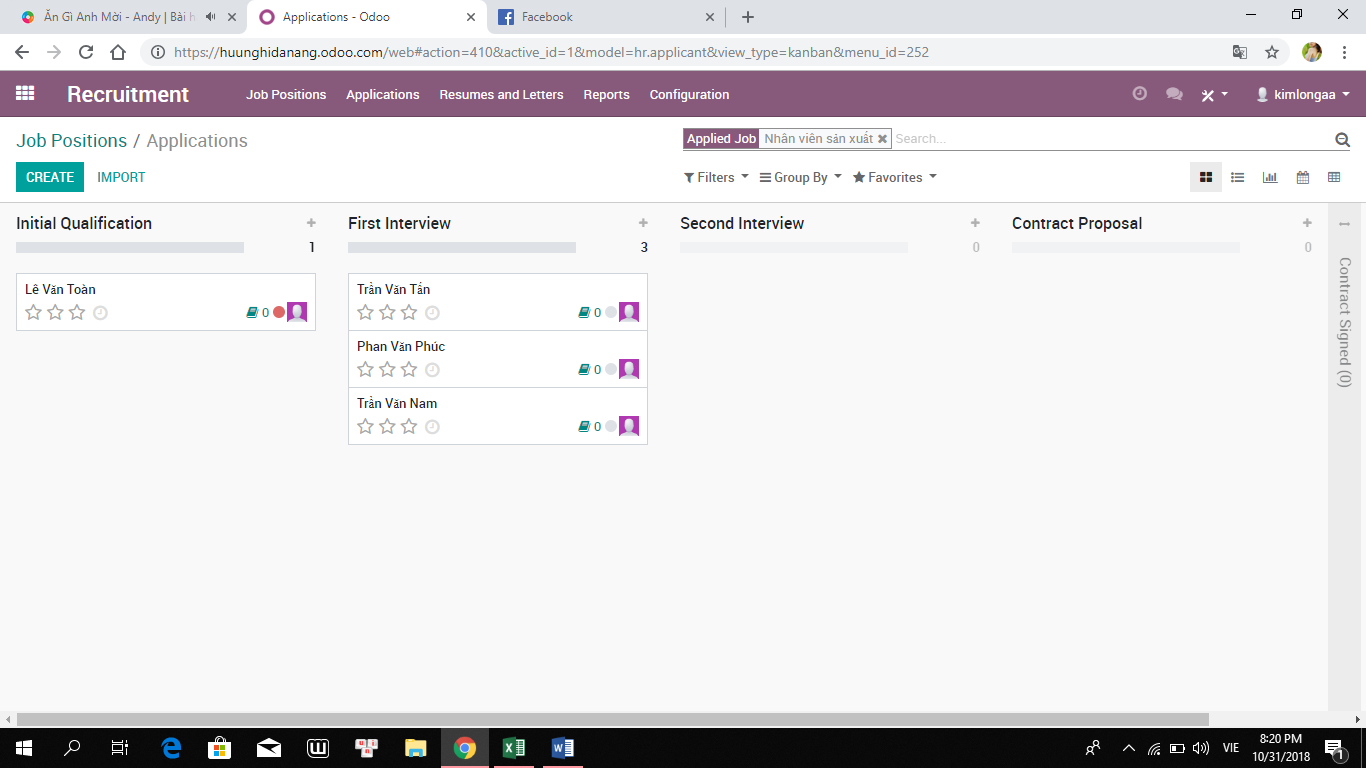 Ăn Gì Anh Mời - Andy | Bài h
Applications - Odoo
Facebook
https://huunghidanang.odoo.com/web#action=410&active_id=1&model=hr.applicant&view_type=kanban&menu_id=252
Recruitment Job Positions Applications Resumes and Letters Reports Configuration kimlongaa
Job Positions / Applications
Applied Job Nhân viên sản xuất Search...
CREATE IMPORT
Filters Group By Favorites
Initial Qualification First Interview Second Interview Contract Proposal
1 3 0 0
Contract Signed (0)
Lê Văn Toàn
0
Trần Văn Tấn
0
Phan Văn Phúc
0
Trần Văn Nam
0
VIE
8:20 PM
10/31/2018
1